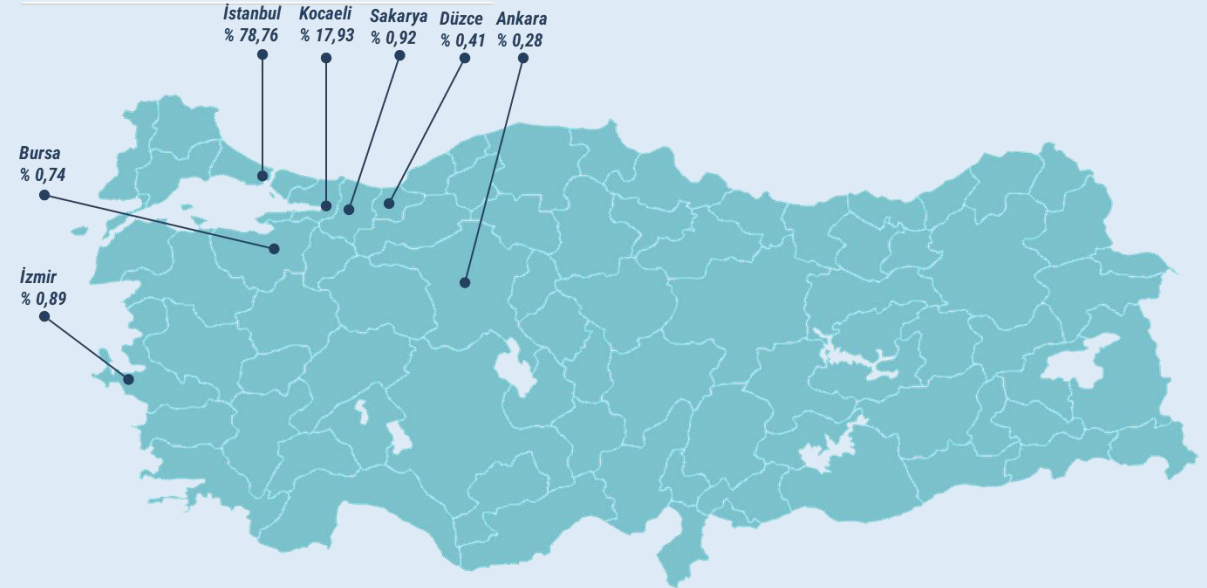 İstanbul
% 78,76
Kocaeli
% 17,93
Sakarya
% 0,92
Düzce
% 0,41
Ankara
% 0,28
Bursa
% 0,74
İzmir
% 0,89